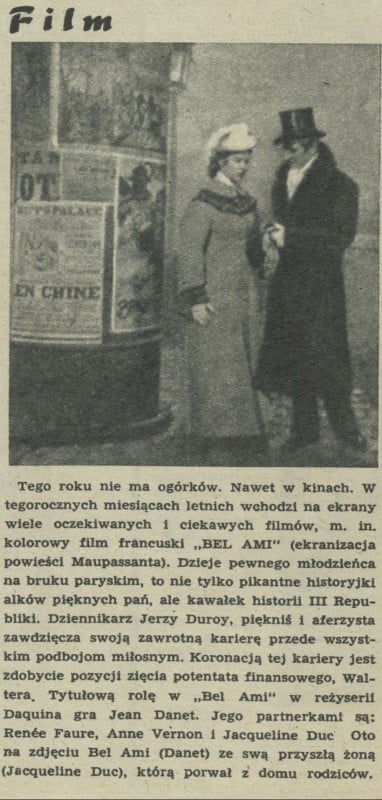 Film
TAN
OT
AUTO-PALACE
EN CHINE
Tego roku nie ma ogórków. Nawet w kinach. W
tegorocznych miesiącach letnich wchodzi na ekrany
wiele oczekiwanych i ciekawych filmów, m. in.
kolorowy film francuski „BEL AMI” (ekranizacja
powieści Maupassanta). Dzieje pewnego młodzieńca
na bruku paryskim, to nie tylko pikantne historyjki
alków pięknych pań, ale kawałek historii III Repu-
bliki. Dziennikarz Jerzy Duroy, piękniś i aferzysta
zawdzięcza swoją zawrotną karierę przede wszyst-
kim podbojom miłosnym. Koronacją tej kariery jest
zdobycie pozycji zięcia potentata finansowego, Wal-
tera. Tytułową rolę w „Bel Ami” w reżyserii
Daquina gra Jean Danet. Jego partnerkami są:
Renée Faure, Anne Vernon i Jacqueline Duc Oto
na zdjęciu Bel Ami (Danet) ze swą przyszłą żoną
(Jacqueline Duc), którą porwał z domu rodziców.